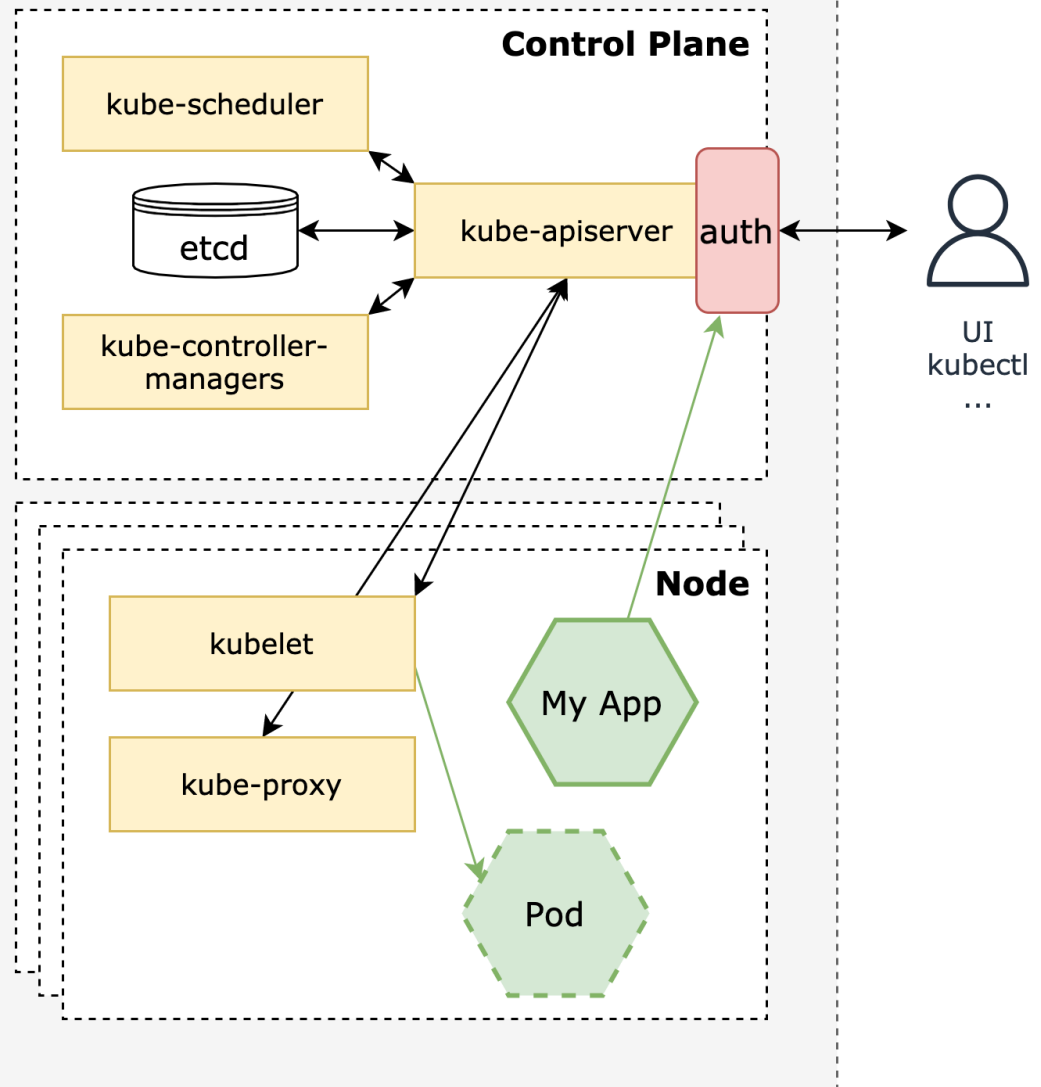 Control Plane
kube-scheduler
etcd
kube-apiserver
auth
kube-controller-
managers
UI
kubectl
...
Node
kubelet
My App
kube-proxy
Pod